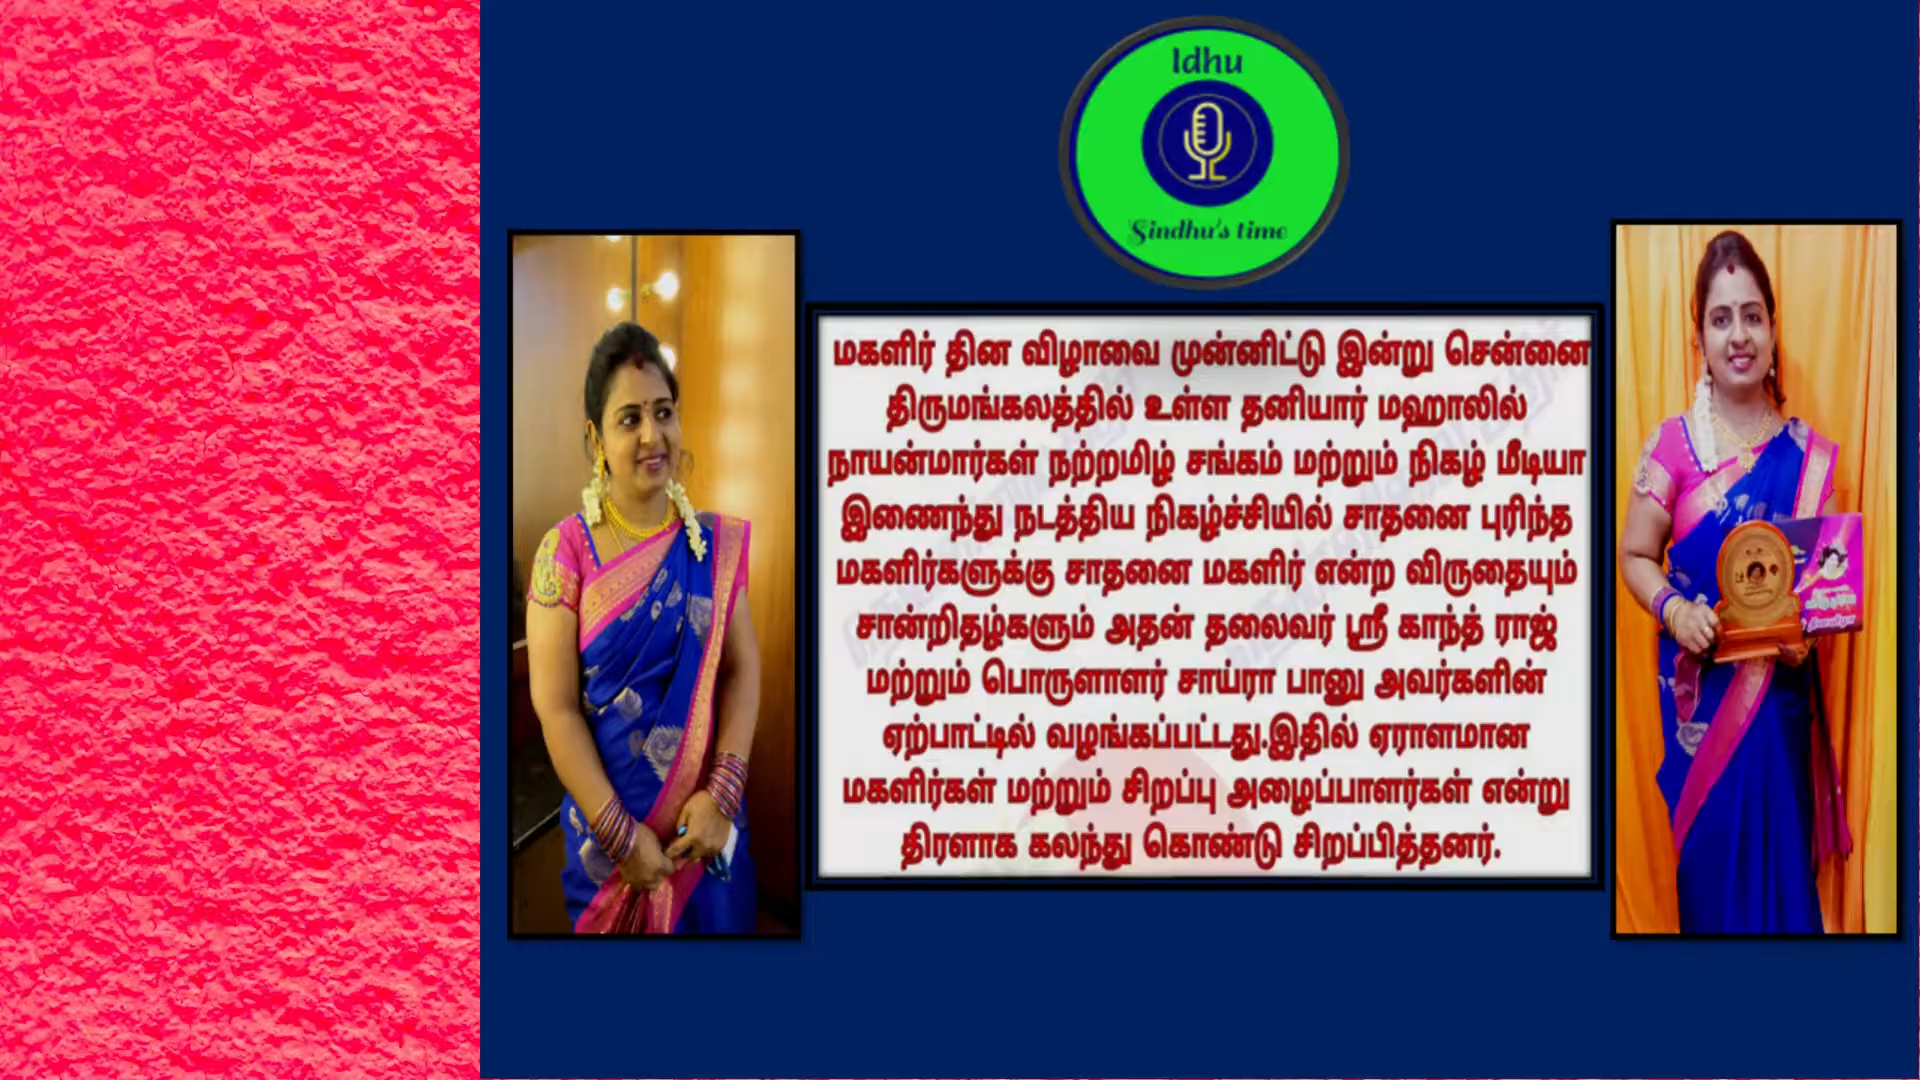 Idhu
Sindhu's time
மகளிர் தின விழாவை முன்னிட்டு இன்று சென்னை
திருமங்கலத்தில் உள்ள தனியார் மஹாலில்
நாயன்மார்கள் நற்றமிழ் சங்கம் மற்றும் நிகழ் மீடியா
இணைந்து நடத்திய நிகழ்ச்சியில் சாதனை புரிந்த
மகளிர்களுக்கு சாதனை மகளிர் என்ற விருதையும்
சான்றிதழ்களும் அதன் தலைவர் ஸ்ரீ காந்த் ராஜ்
மற்றும் பொருளாளர் சாய்ரா பானு அவர்களின்
ஏற்பாட்டில் வழங்கப்பட்டது.இதில் ஏராளமான
மகளிர்கள் மற்றும் சிறப்பு அழைப்பாளர்கள் என்று
திரளாக கலந்து கொண்டு சிறப்பித்தனர்.